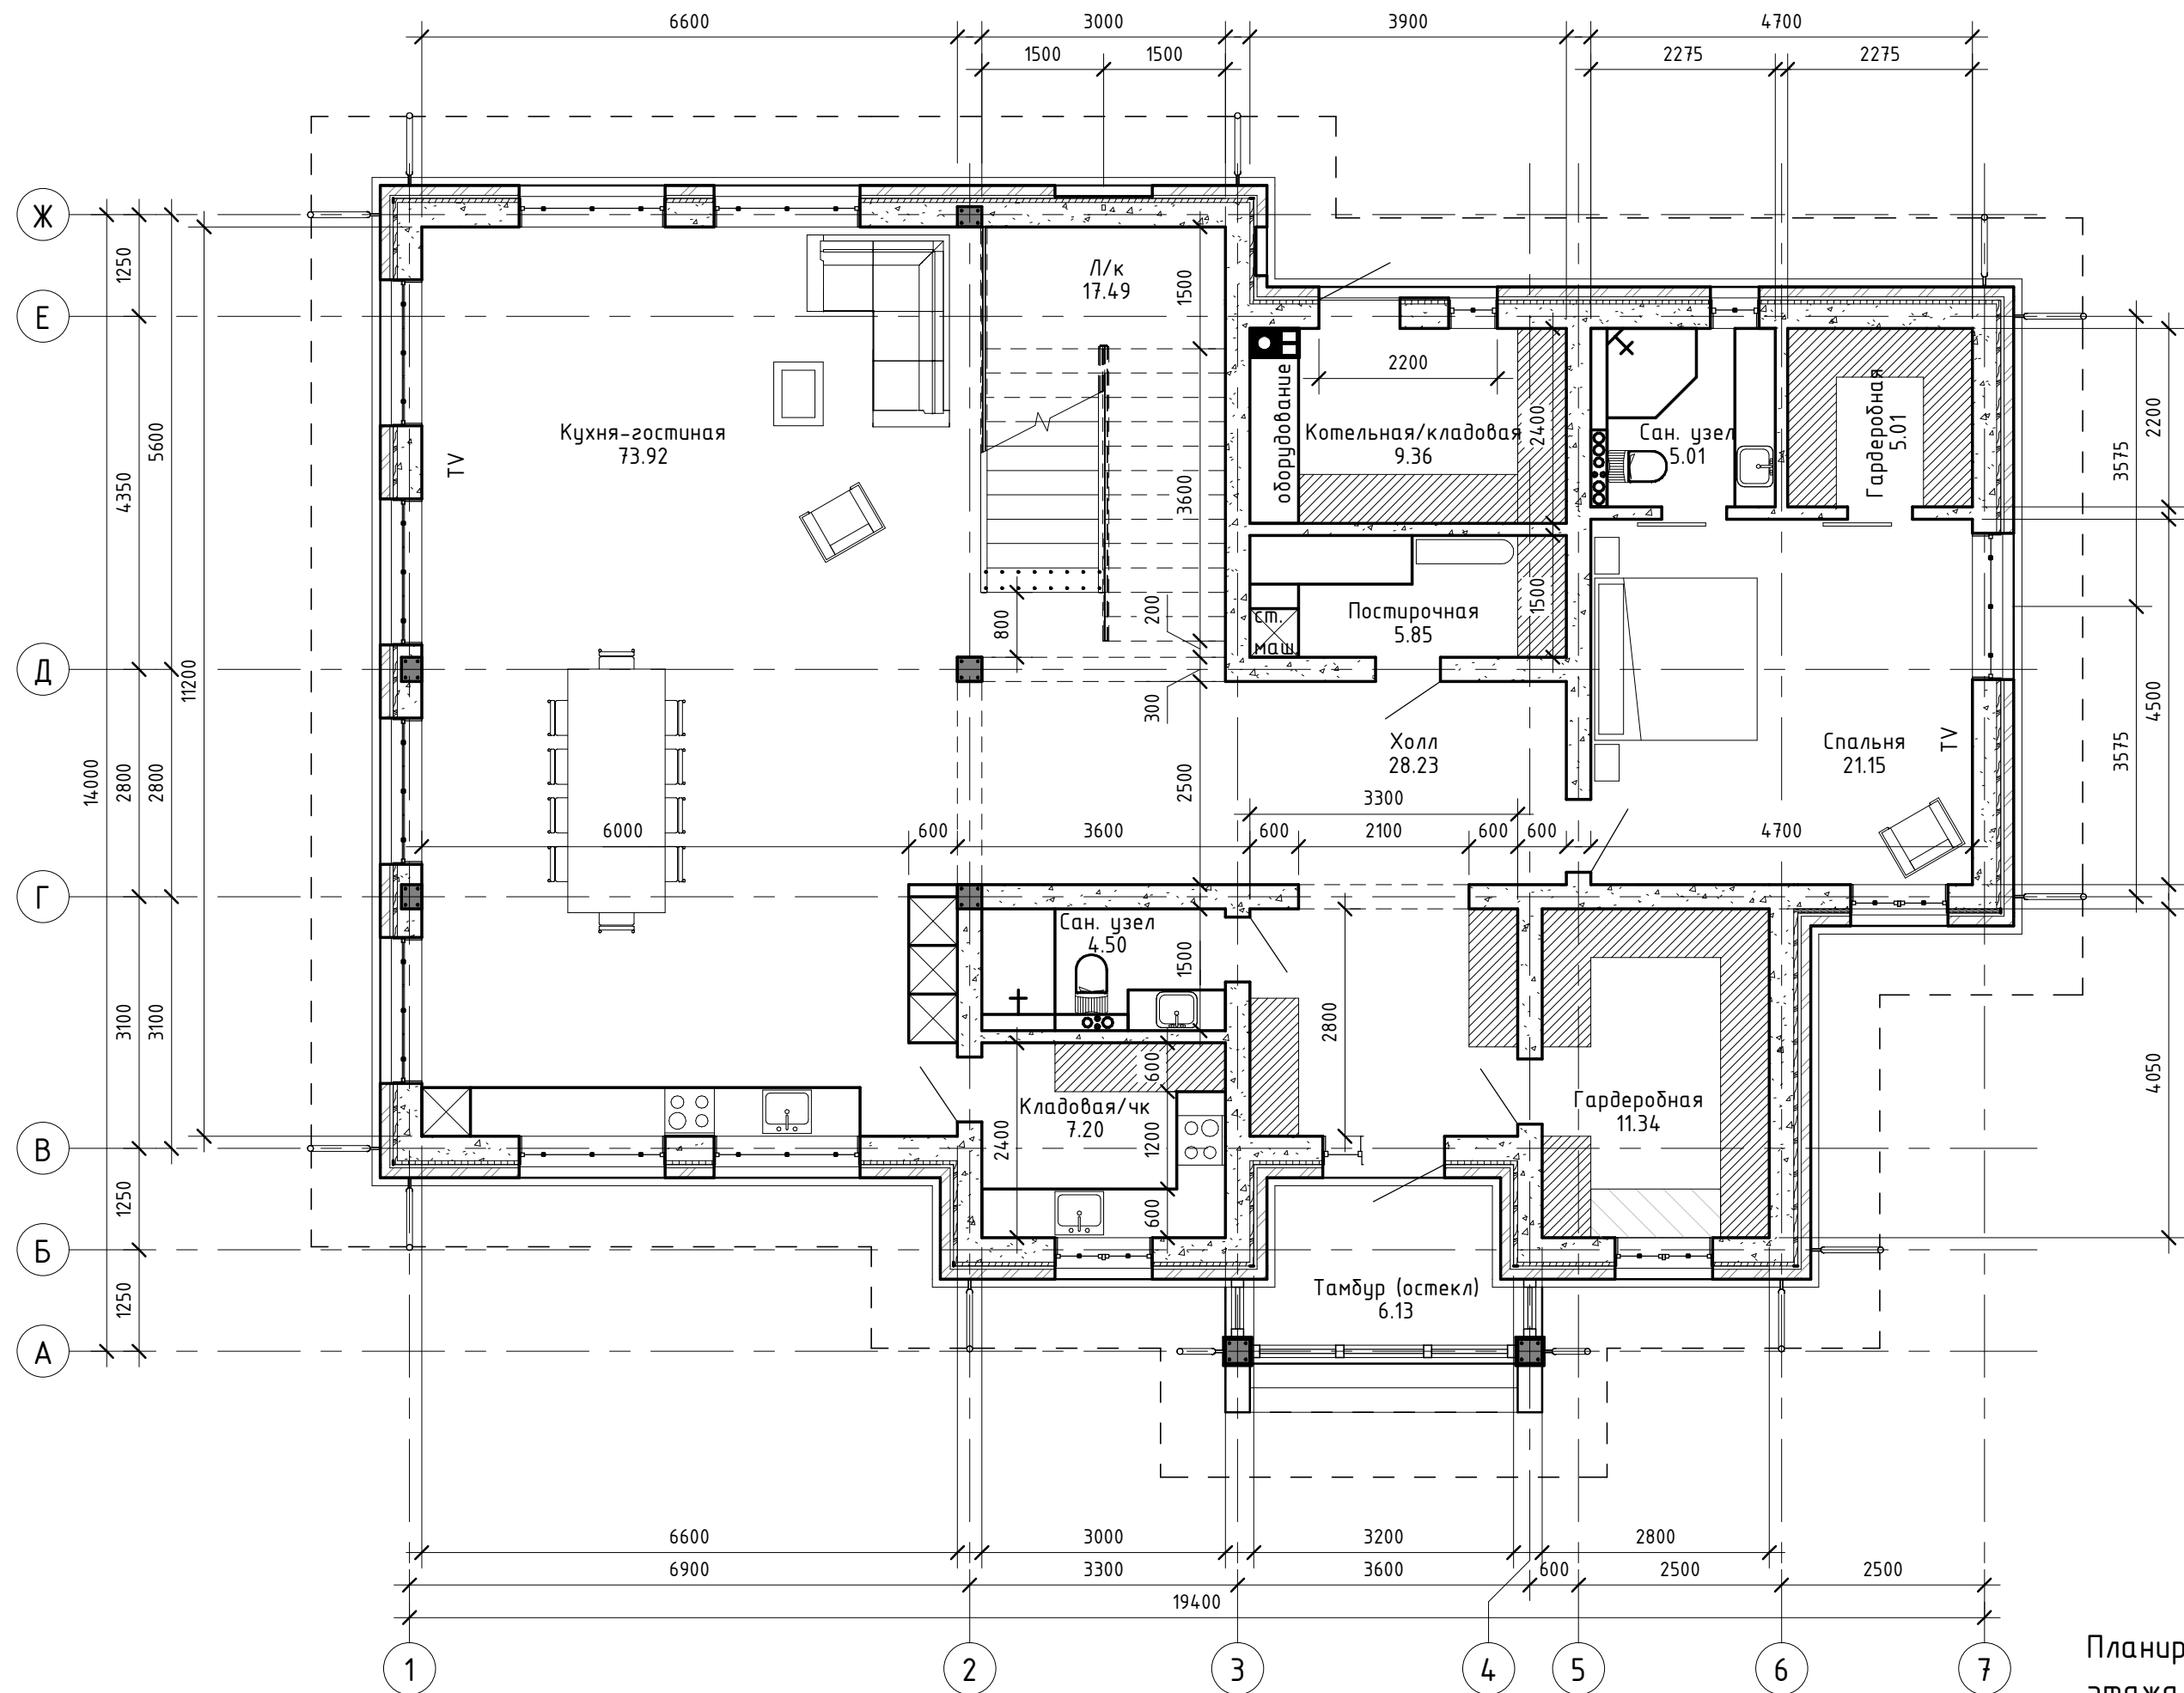 6600 3000 3900 4700
1500 1500 2275 2275
Ж
Е
Д
Г
В
Б
А
1250
4350
2800
3100
1250
1250
14000
5600
2800
3100
11200
Кухня-гостиная
73.92
TV
Л/к
17.49
1500
3600
200
800
300
2500
оборудование
2200
2400
Котельная/кладовая
9.36
Сан. узел
5.01
Гардеробная
5.01
Постирочная
5.85
1500
ст.
маш.
Холл
28.23
Спальня
21.15
TV
3575
3575
2200
4500
4050
3300
6000 600 3600 600 2100 600 600 4700
Сан. узел
4.50
1500
2800
Кладовая/чк
7.20
2400
600
1200
600
Гардеробная
11.34
Тамбур (остекл)
6.13
6600 3000 3200 2800
6900 3300 3600 600 2500 2500
19400
1 2 3 4 5 6 7